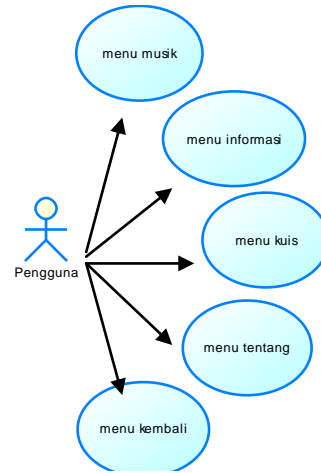 menu musik
menu informasi
menu kuis
Pengguna
menu tentang
menu kembali